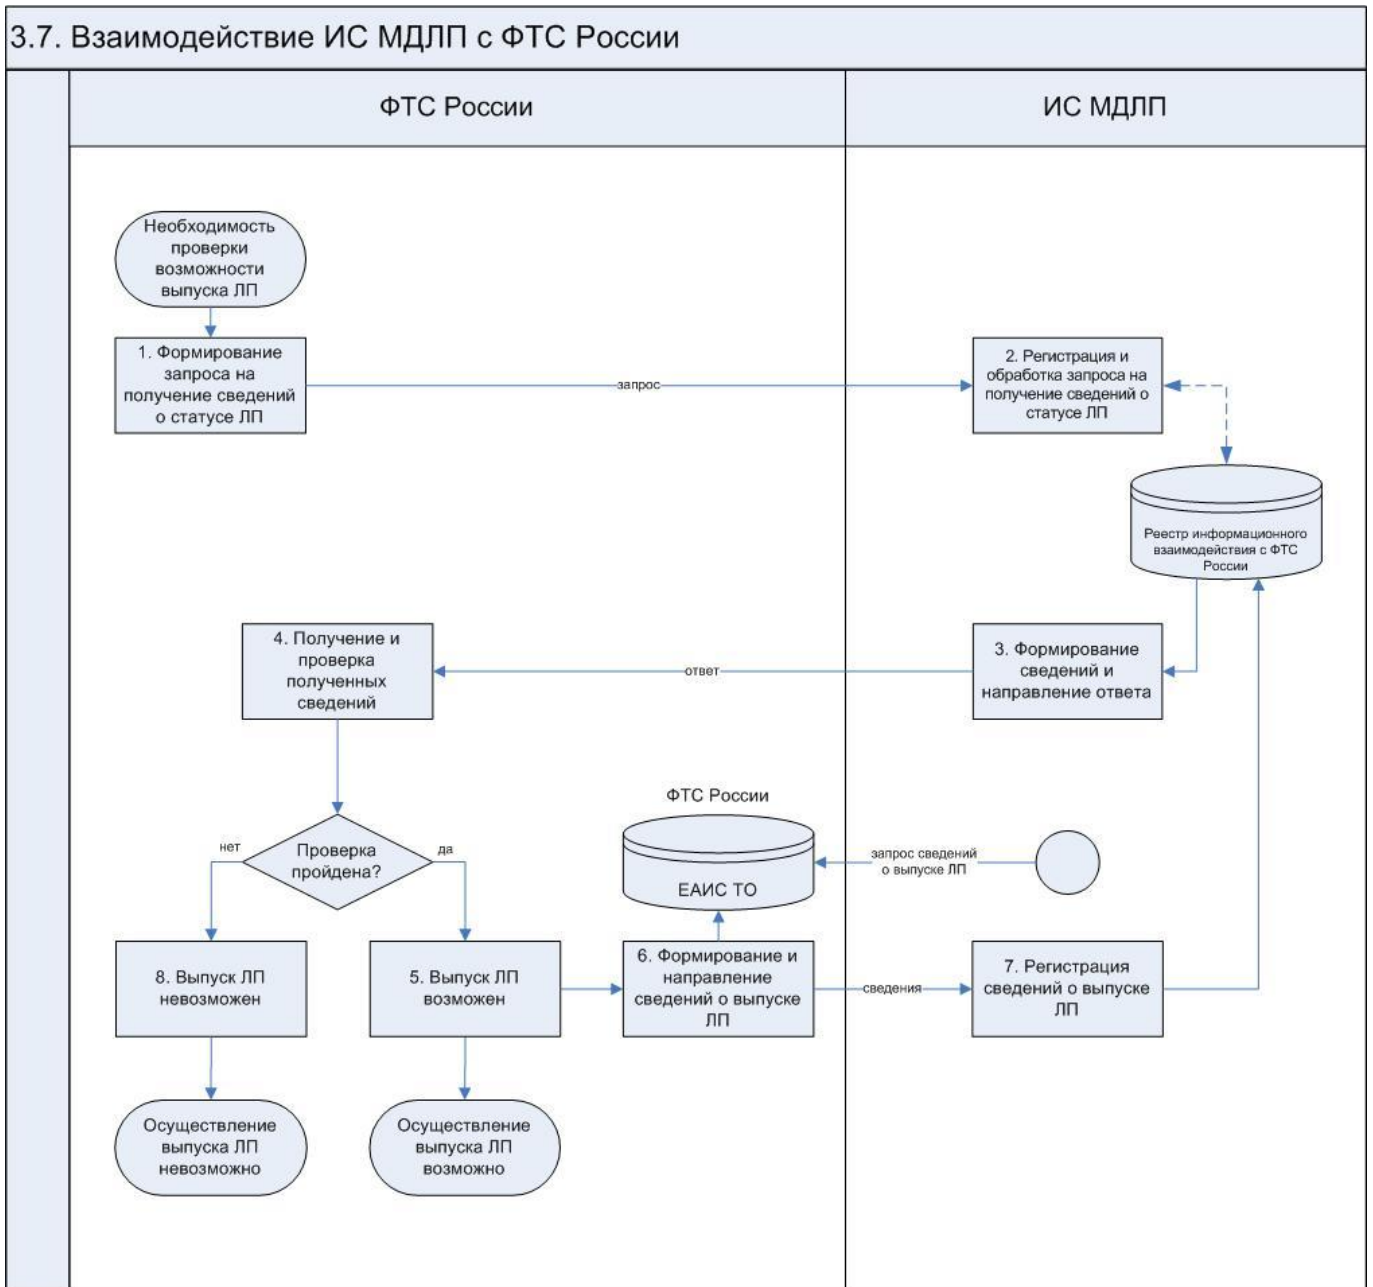 3.7. Взаимодействие ИС МДЛП с ФТС России
ФТС России
ИС МДЛП
Необходимость
проверки
возможности
выпуска ЛП
1. Формирование
запроса на
получение сведений
о статусе ЛП
запрос
2. Регистрация и
обработка запроса на
получение сведений о
статусе ЛП
Реестр информационного
взаимодействия с ФТС
России
4. Получение и
проверка
полученных
сведений
ответ
3. Формирование
сведений и
направление ответа
ФТС России
ЕАИС ТО
запрос сведений
о выпуске ЛП
нет
Проверка
пройдена?
да
8. Выпуск ЛП
невозможен
5. Выпуск ЛП
возможен
6. Формирование и
направление
сведений о выпуске
ЛП
сведения
7. Регистрация
сведений о выпуске
ЛП
Осуществление
выпуска ЛП
невозможно
Осуществление
выпуска ЛП
возможно